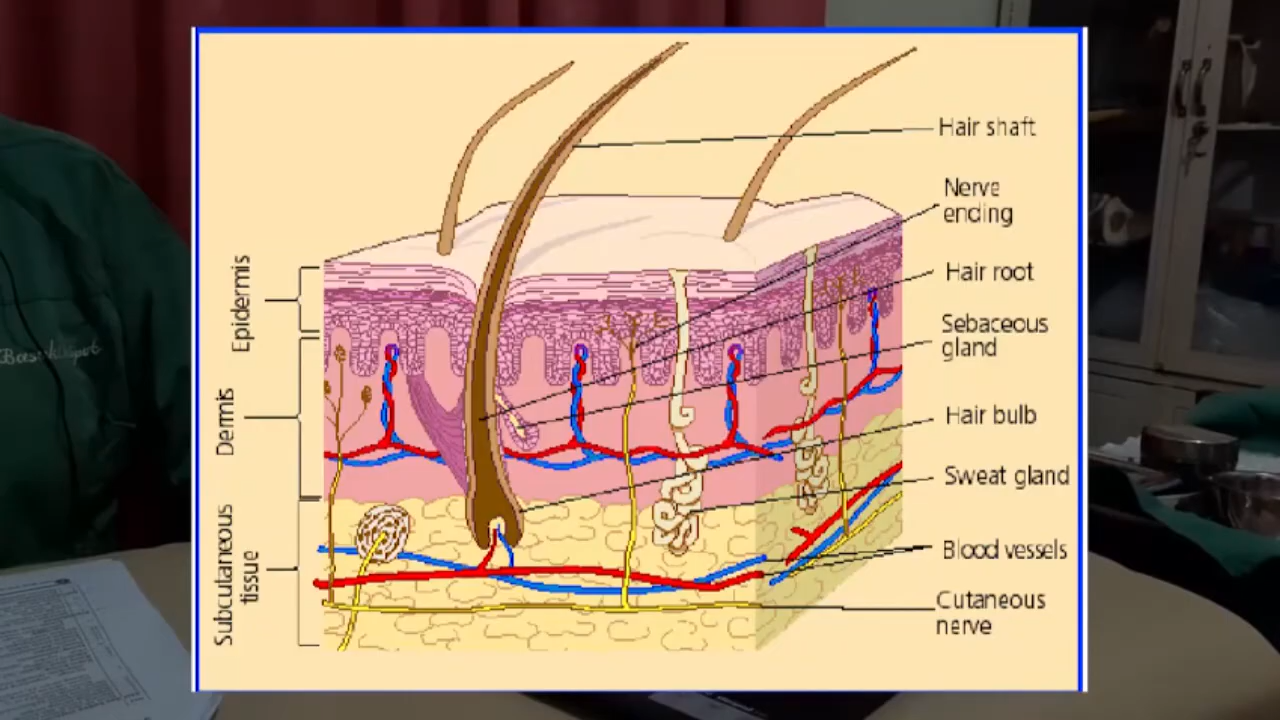 Hair shaft
Nerve
ending
Hair root
Sebaceous
gland
Hair bulb
Sweat gland
Blood vessels
Cutaneous
nerve
Epidermis
Dermis
Subcutaneous
tissue